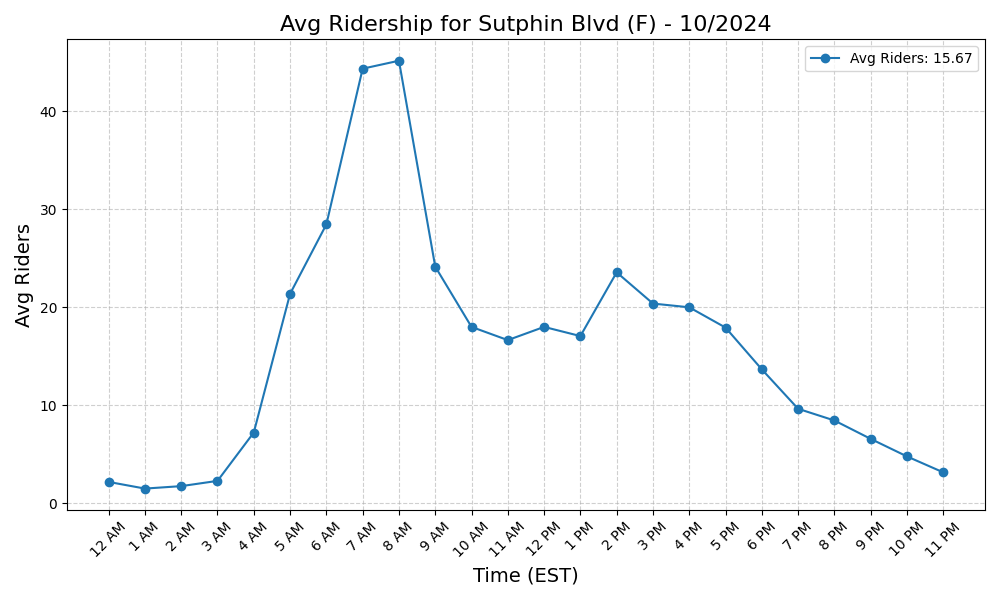 Avg Ridership for Sutphin Blvd (F) - 10/2024
Avg Riders: 15.67
Avg Riders
40
30
20
10
0
12 AM
1 AM
2 AM
3 AM
4 AM
5 AM
6 AM
7 AM
8 AM
9 AM
10 AM
11 AM
12 PM
1 PM
2 PM
3 PM
4 PM
5 PM
6 PM
7 PM
8 PM
9 PM
10 PM
11 PM
Time (EST)